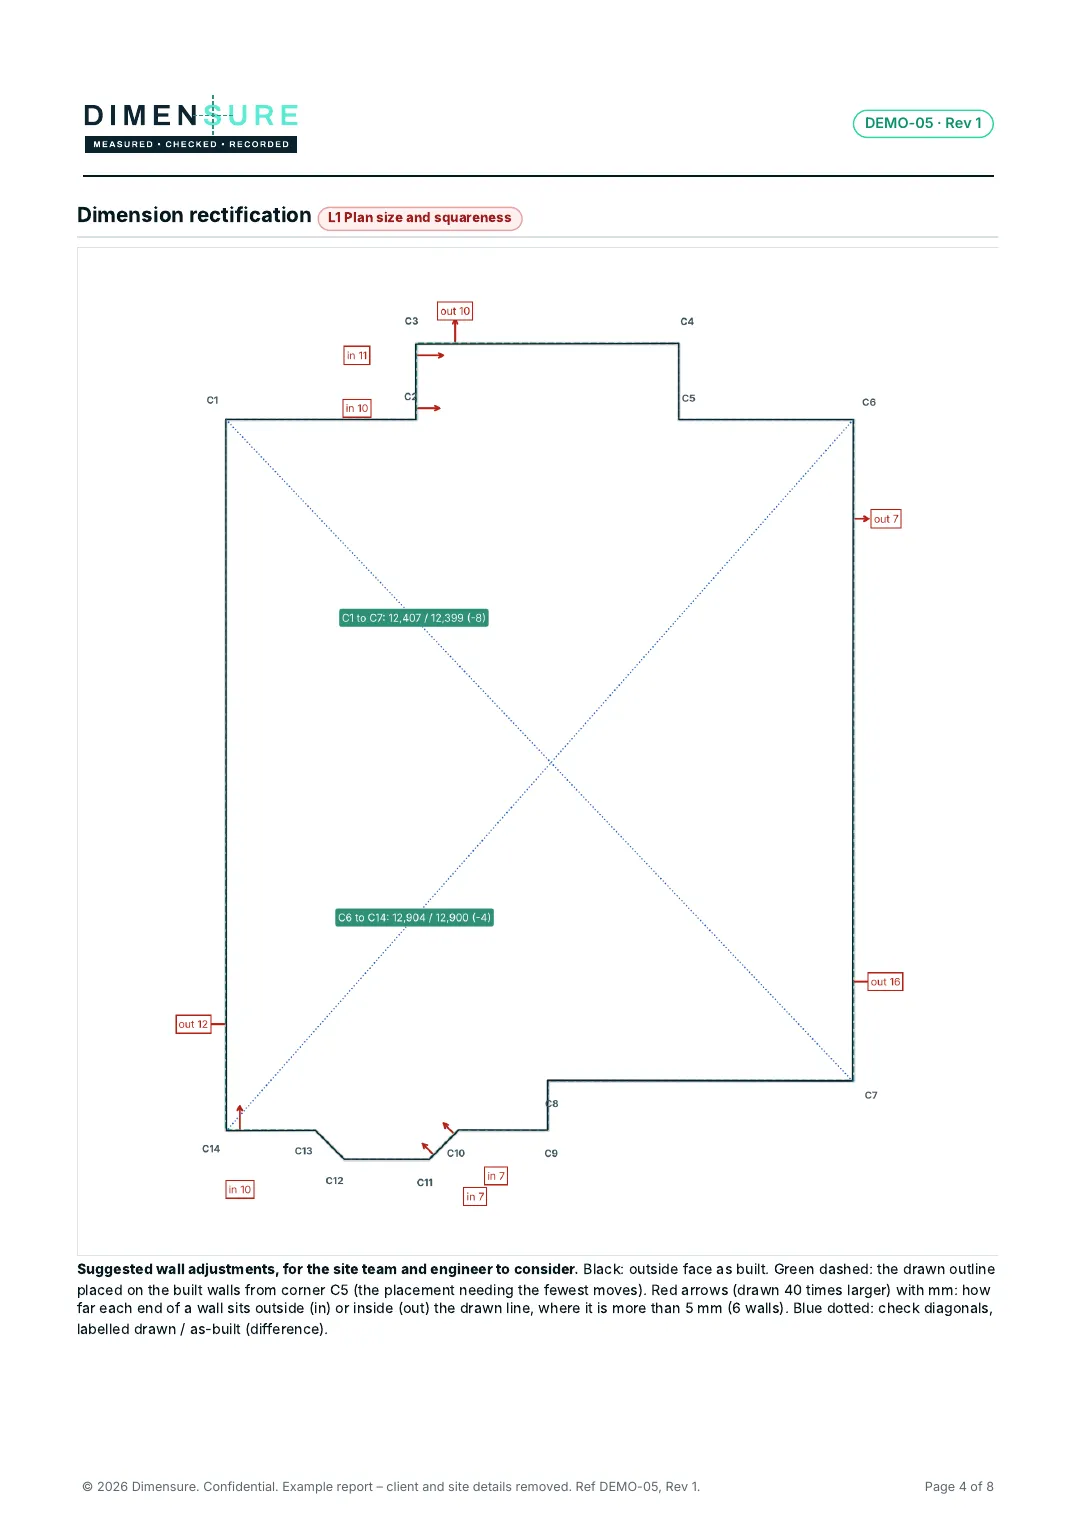 DIMENSURE
MEASURED • CHECKED • RECORDED
DEMO-05 · Rev 1
Dimension rectification
L1 Plan size and squareness
out 10
C3
C4
in 11
C2
C5
C1
in 10
C6
out 7
C1 to C7: 12,407 / 12,399 (-8)
C6 to C14: 12,904 / 12,900 (-4)
out 16
out 12
C8
C7
C14
C13
C10
C9
C12
C11
in 7
in 10
in 7
Suggested wall adjustments, for the site team and engineer to consider. Black: outside face as built. Green dashed: the drawn outline
placed on the built walls from corner C5 (the placement needing the fewest moves). Red arrows (drawn 40 times larger) with mm: how
far each end of a wall sits outside (in) or inside (out) the drawn line, where it is more than 5 mm (6 walls). Blue dotted: check diagonals,
labelled drawn / as-built (difference).
© 2026 Dimensure. Confidential. Example report – client and site details removed. Ref DEMO-05, Rev 1.
Page 4 of 8